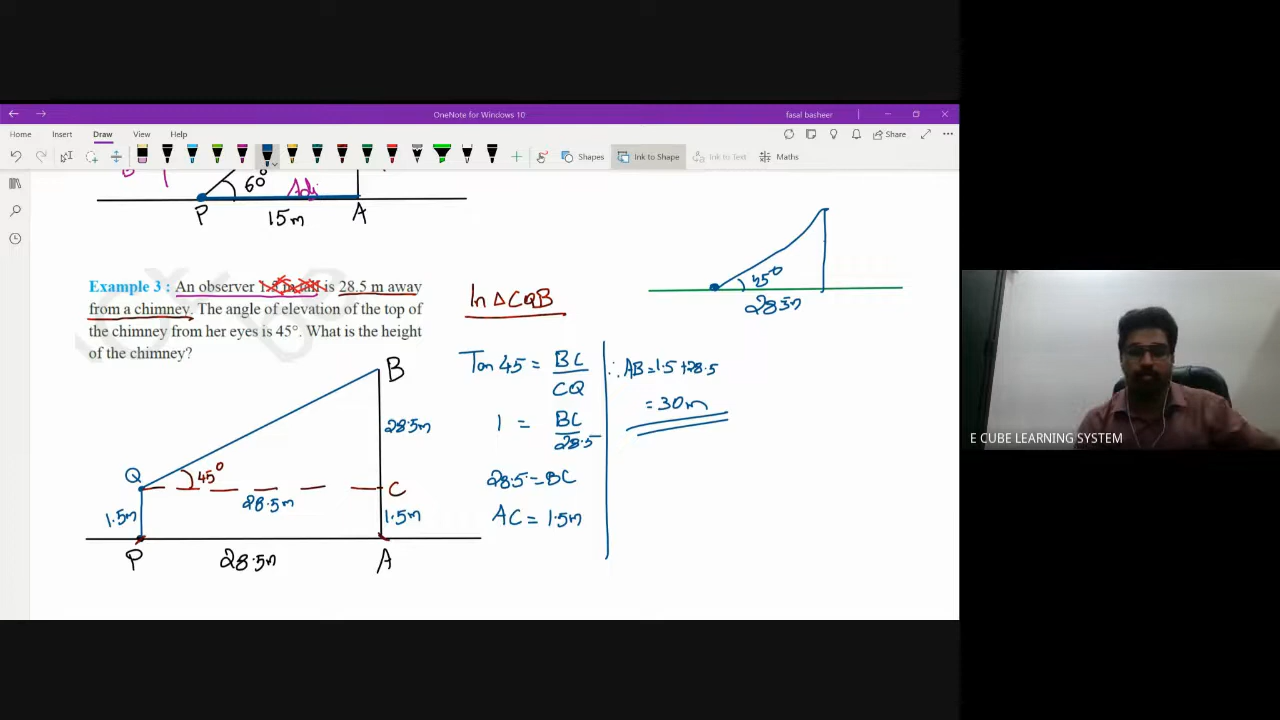 OneNote for Windows 10
fasal basheer
Home Insert Draw View Help
Share
Shapes Ink to Shape Ink to Text Maths
60° Adj
P 15m A
Example 3 : An observer is 28.5 m away
from a chimney. The angle of elevation of the top of
the chimney from her eyes is 45°. What is the height
of the chimney?
In △CQB
Tan 45 = BC
CQ
1 = BC
28.5
28.5 = BC
AC = 1.5m
∴ AB = 1.5 + 28.5
= 30m
45°
28.5m
B
28.5m
Q 45° C
28.5m
1.5m 1.5m
P 28.5m A
E CUBE LEARNING SYSTEM